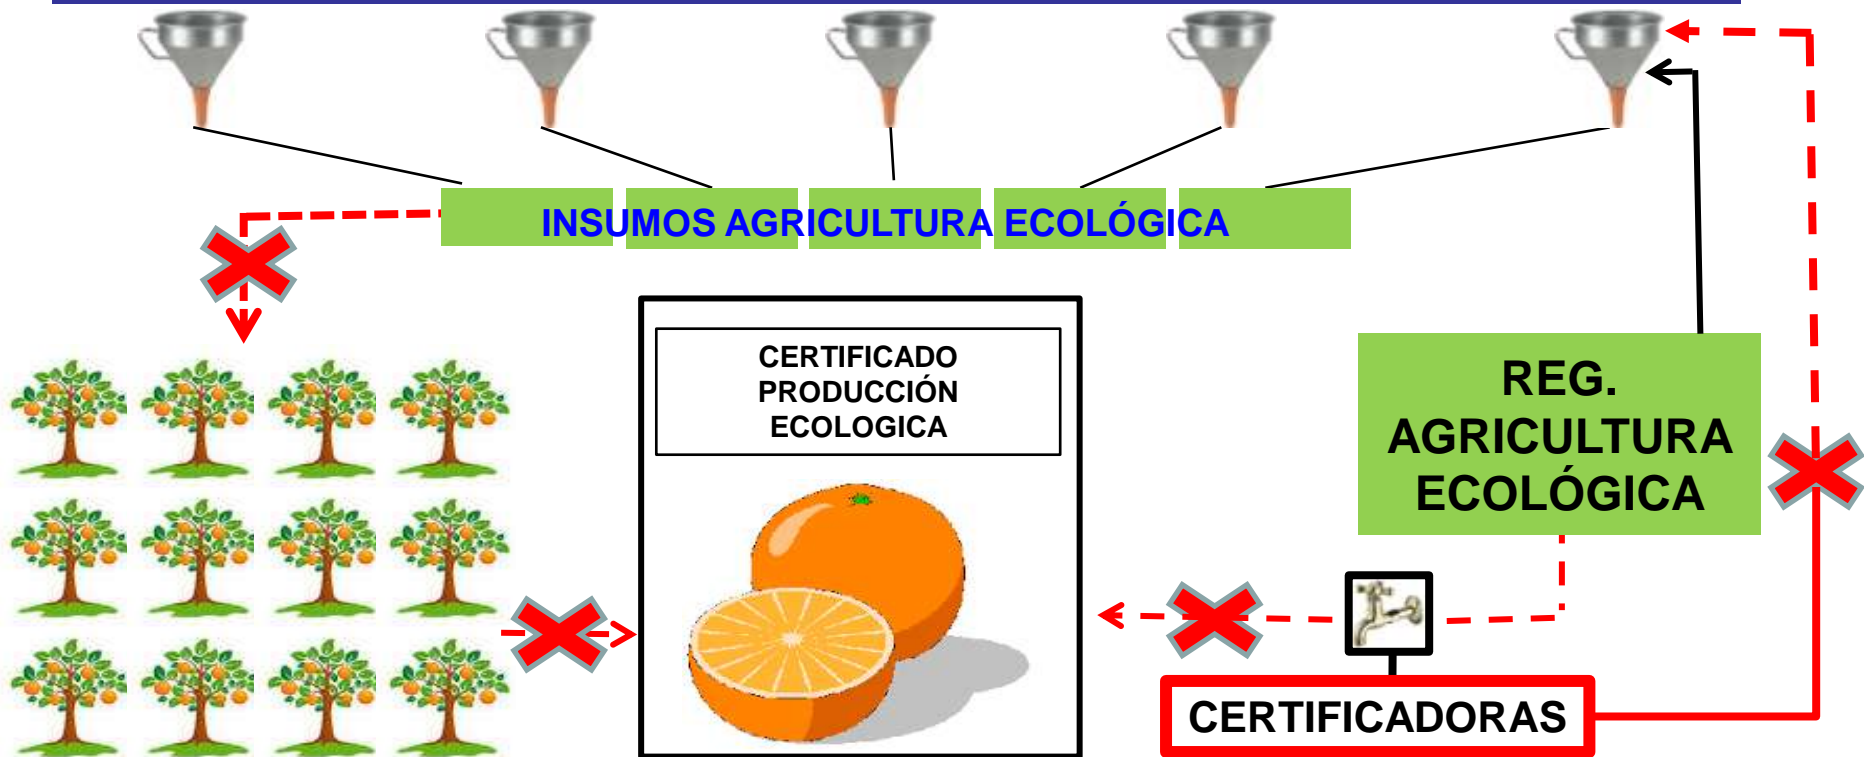 INSUMOS AGRICULTURA ECOLÓGICA
CERTIFICADO
PRODUCCIÓN
ECOLOGICA
REG.
AGRICULTURA
ECOLÓGICA
CERTIFICADORAS